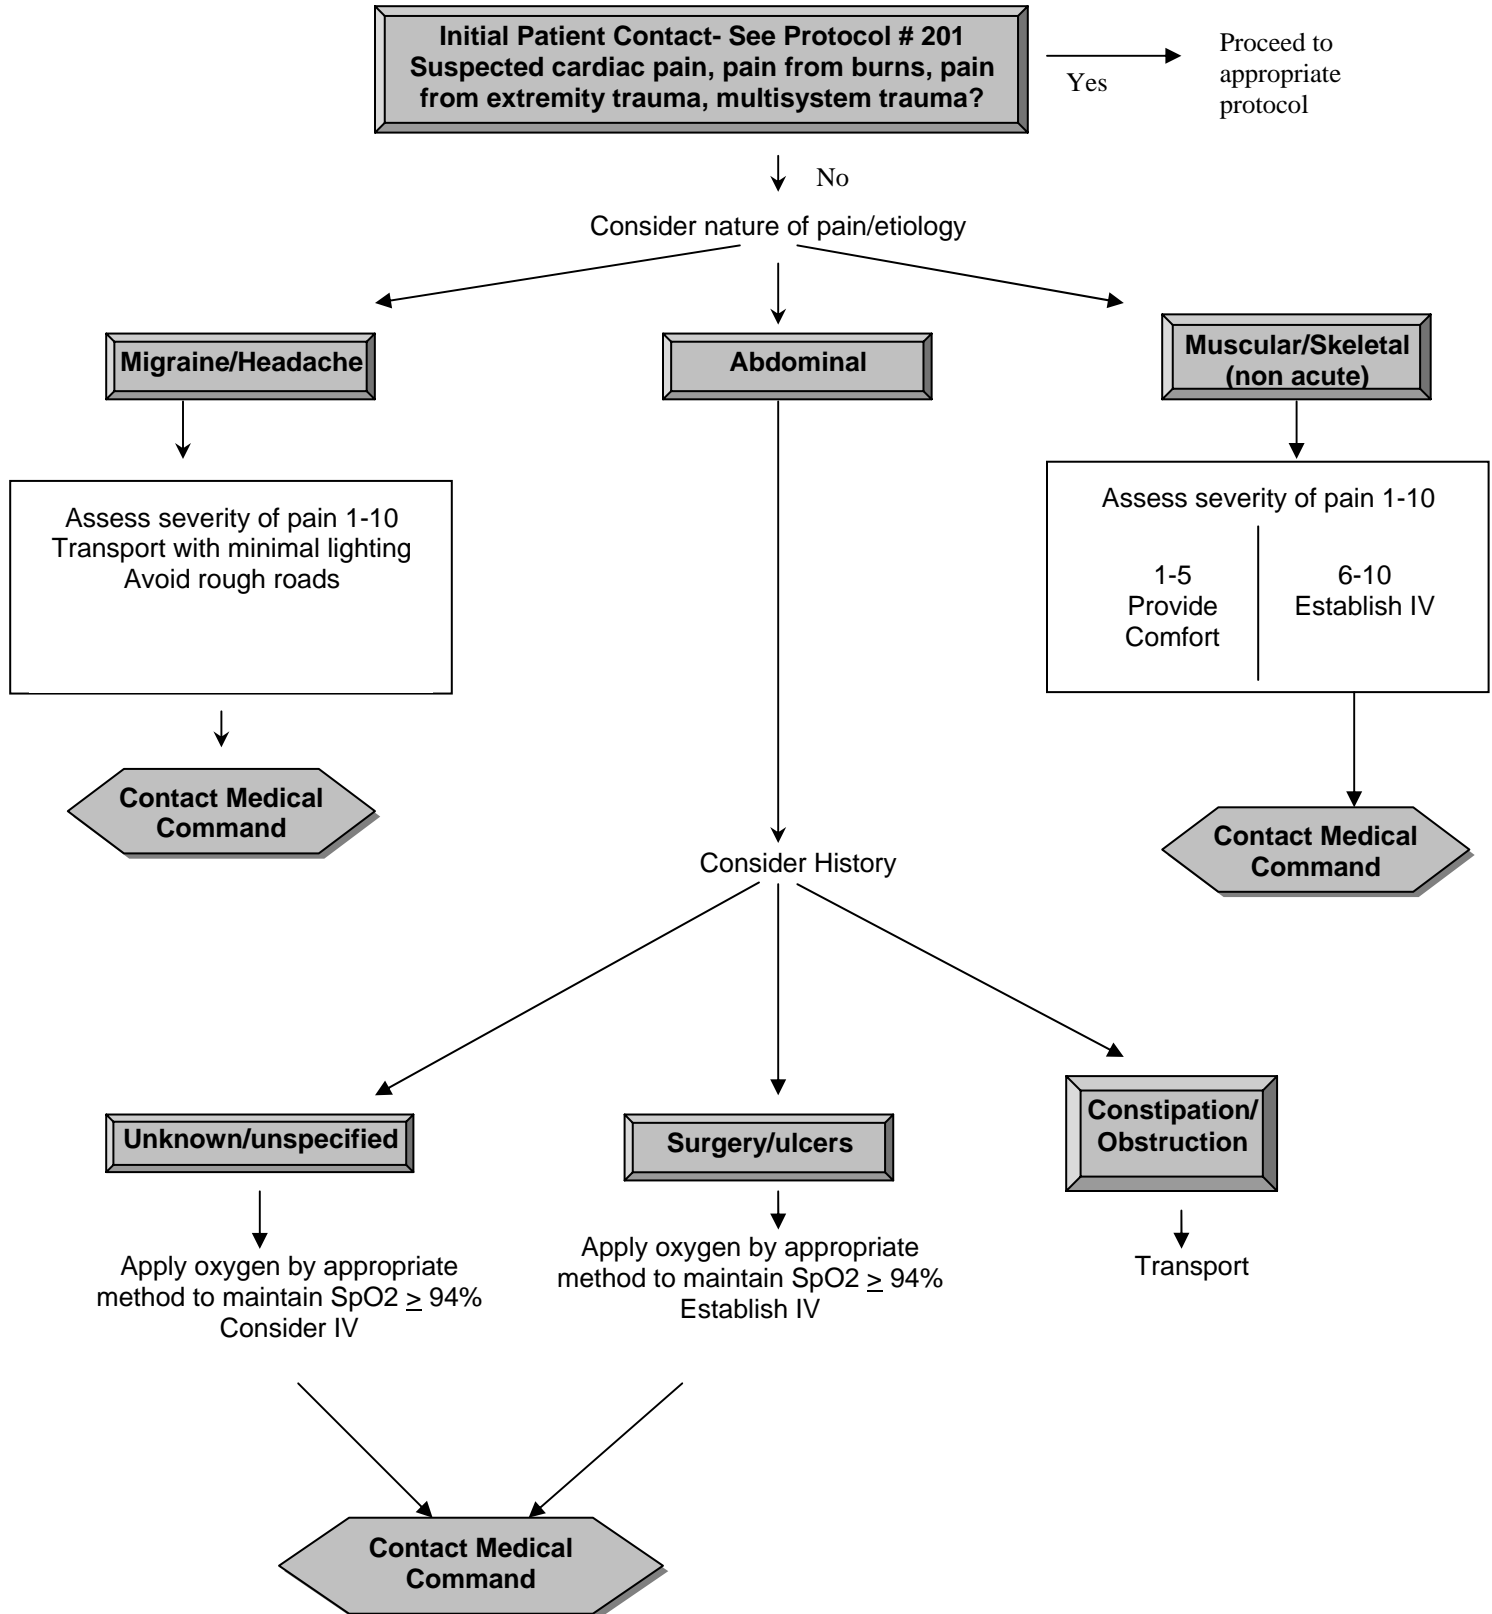 Initial Patient Contact- See Protocol # 201
Suspected cardiac pain, pain from burns, pain
from extremity trauma, multisystem trauma?
Yes
Proceed to
appropriate
protocol
No
Consider nature of pain/etiology
Migraine/Headache
Abdominal
Muscular/Skeletal
(non acute)
Assess severity of pain 1-10
Transport with minimal lighting
Avoid rough roads
Assess severity of pain 1-10
1-5
Provide
Comfort
6-10
Establish IV
Contact Medical
Command
Contact Medical
Command
Consider History
Unknown/unspecified
Surgery/ulcers
Constipation/
Obstruction
Apply oxygen by appropriate
method to maintain SpO2 ≥ 94%
Consider IV
Apply oxygen by appropriate
method to maintain SpO2 ≥ 94%
Establish IV
Transport
Contact Medical
Command